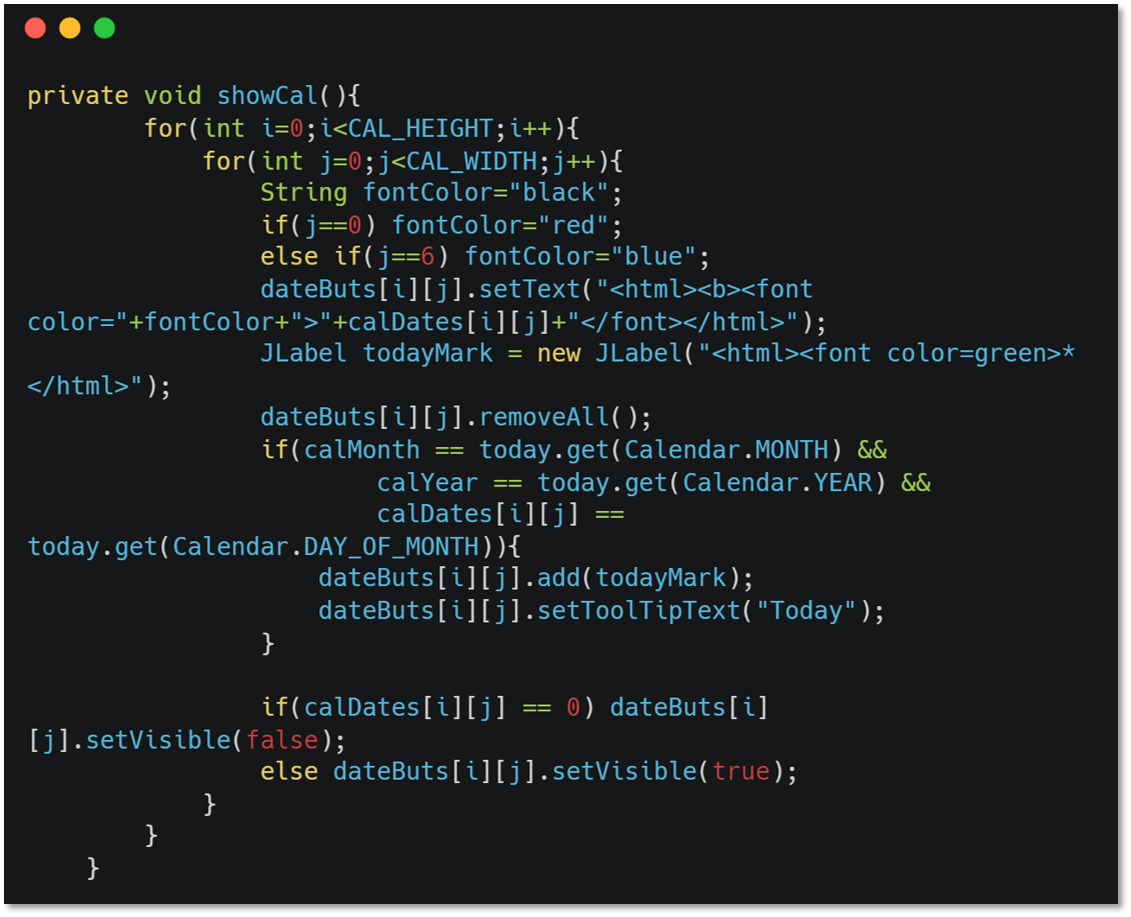 private void showCal(){
        for(int i=0;i<CAL_HEIGHT;i++){
            for(int j=0;j<CAL_WIDTH;j++){
                String fontColor="black";
                if(j==0) fontColor="red";
                else if(j==6) fontColor="blue";
                dateButs[i][j].setText("<html><b><font
color="+fontColor+">"+calDates[i][j]+"</font></html>");
                JLabel todayMark = new JLabel("<html><font color=green>*
</html>");
                dateButs[i][j].removeAll();
                if(calMonth == today.get(Calendar.MONTH) &&
                        calYear == today.get(Calendar.YEAR) &&
                        calDates[i][j] ==
today.get(Calendar.DAY_OF_MONTH)){
                    dateButs[i][j].add(todayMark);
                    dateButs[i][j].setToolTipText("Today");
                }

                if(calDates[i][j] == 0) dateButs[i]
[j].setVisible(false);
                else dateButs[i][j].setVisible(true);
            }
        }
    }